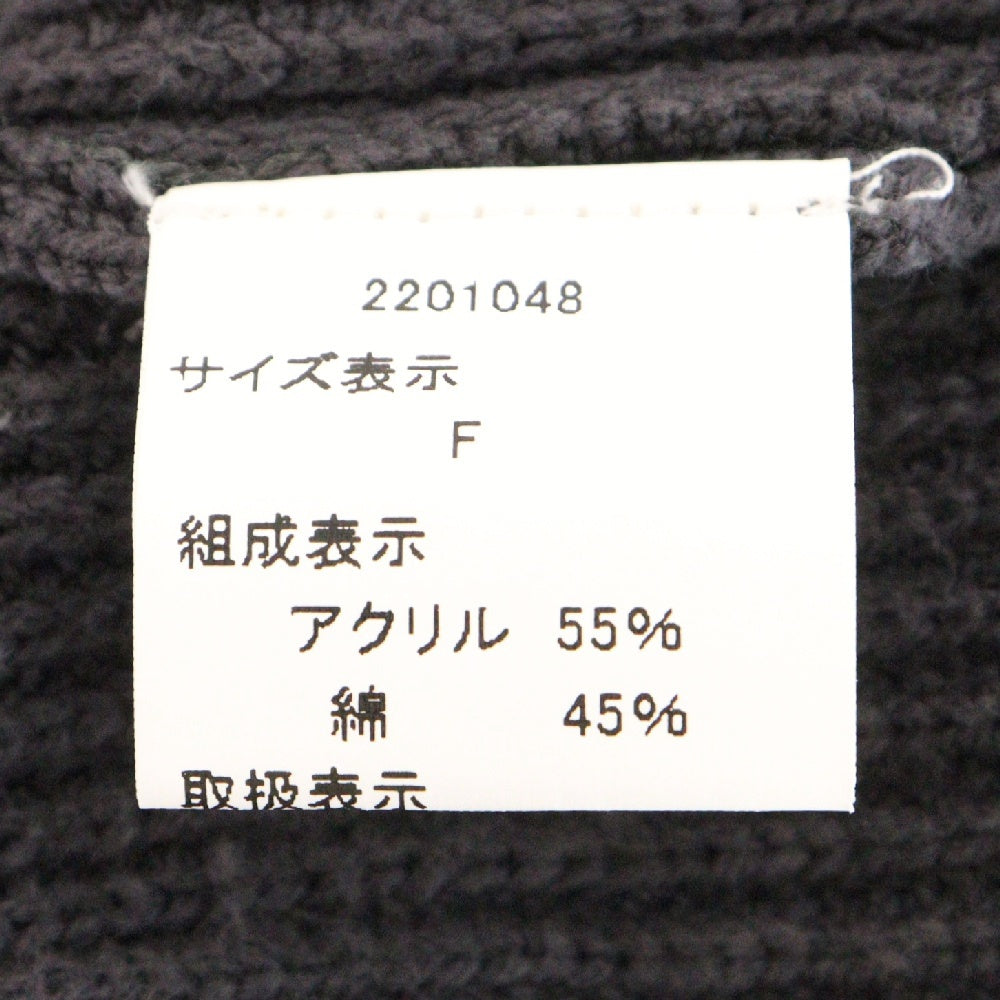 2201048
サイズ表示
F
組成表示
アクリル 55%
綿 45%
取扱表示